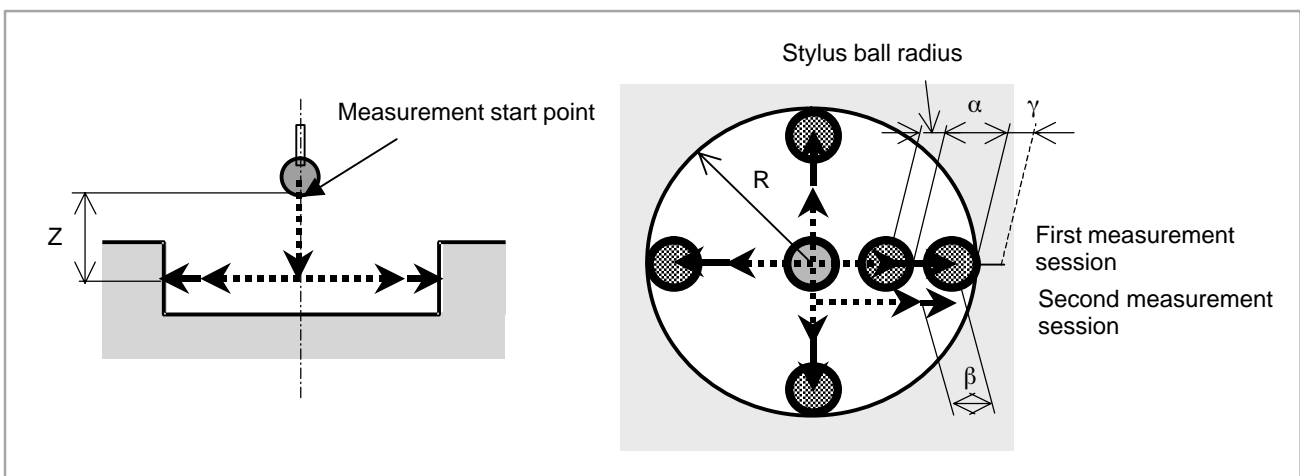 Measurement start point
Z
Stylus ball radius
α
γ
R
First measurement
session
Second measurement
session
β